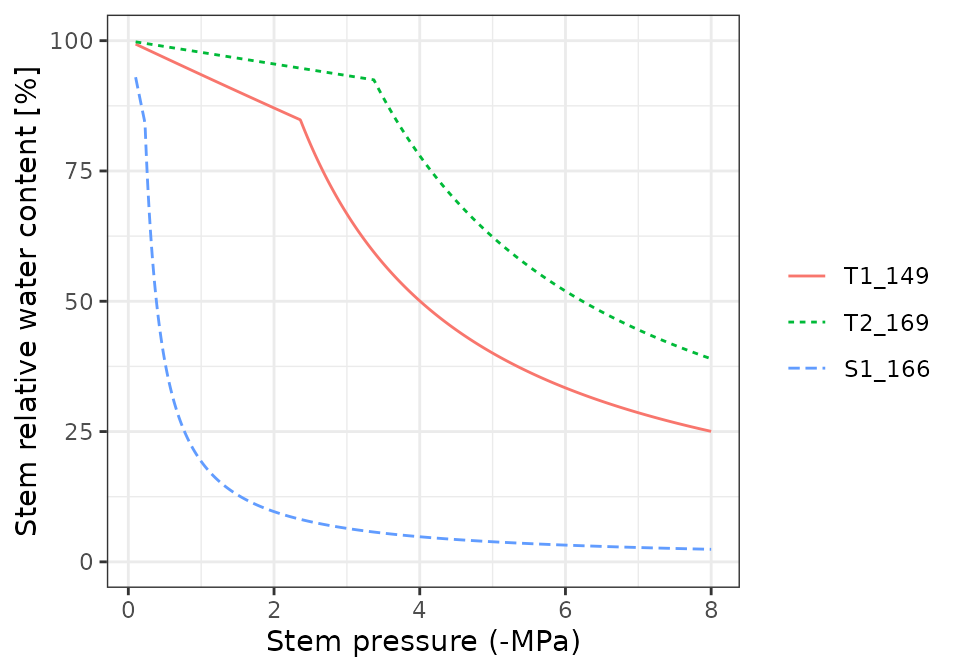 Stem relative water content [%]
100
75
50
25
0
0 2 4 6 8
Stem pressure (-MPa)
T1_149
T2_169
S1_166